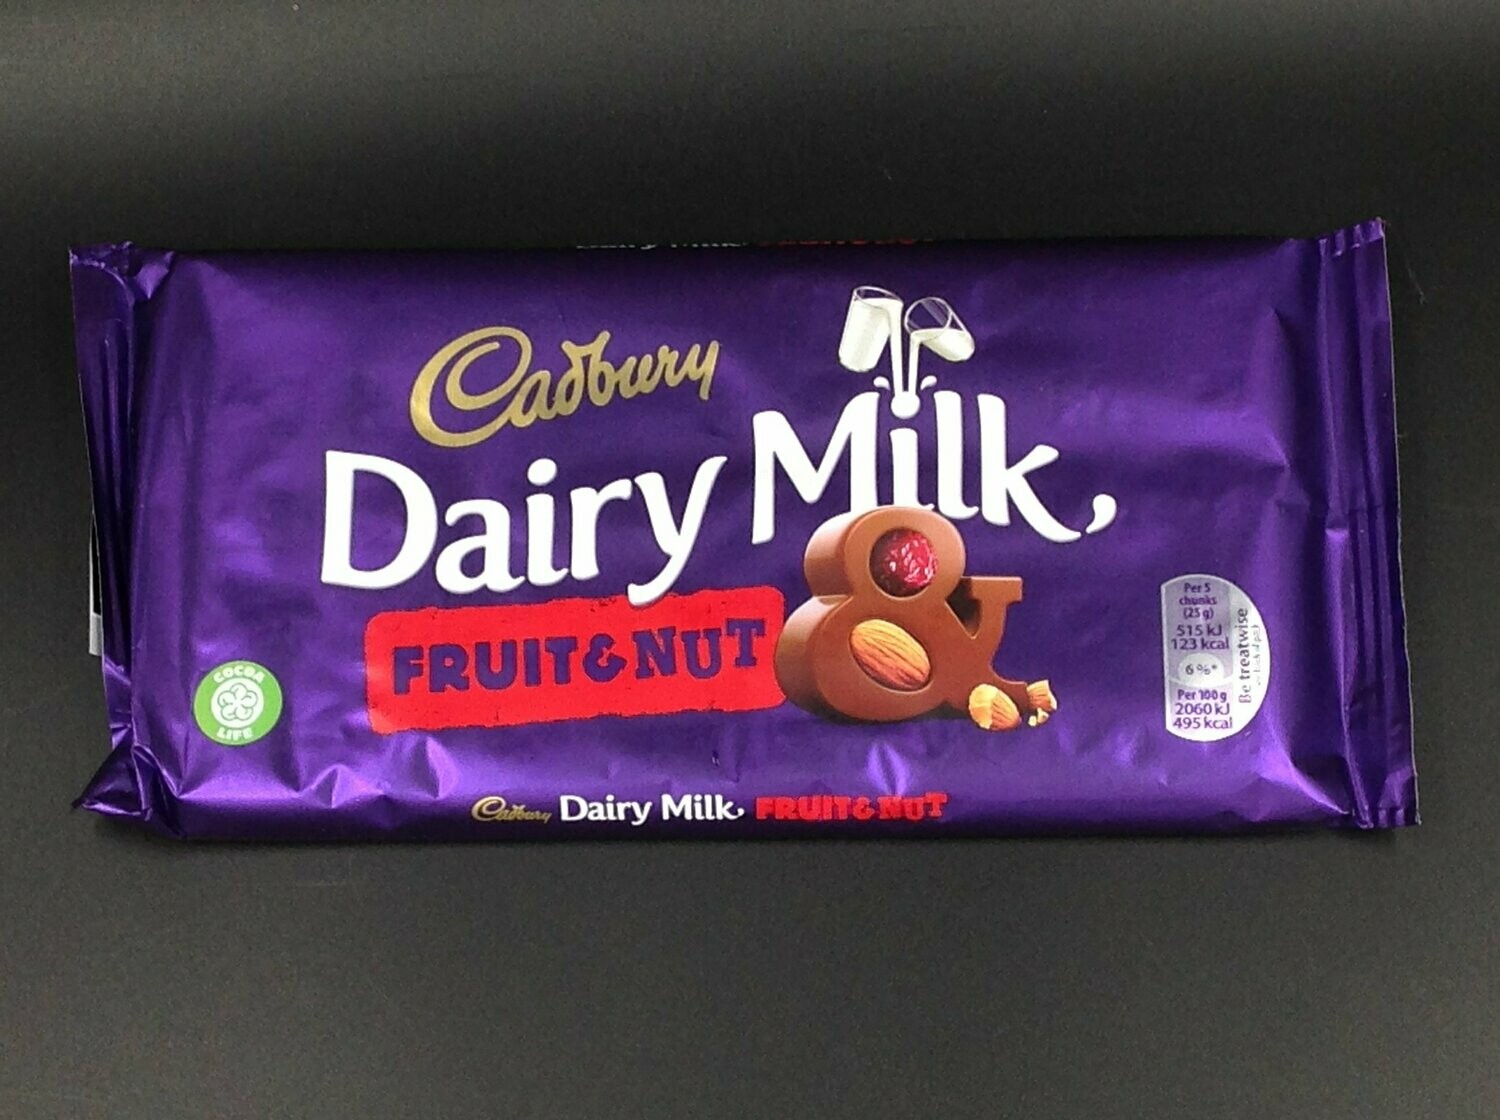 Cadbury
Dairy Milk,
FRUIT & NUT
COCOA
LIFE
Per 5
chunks
(25 g)
515 kJ
123 kcal
6%*
Per 100 g
2060 kJ
495 kcal
Be treatwise
Cadbury Dairy Milk, FRUIT & NUT